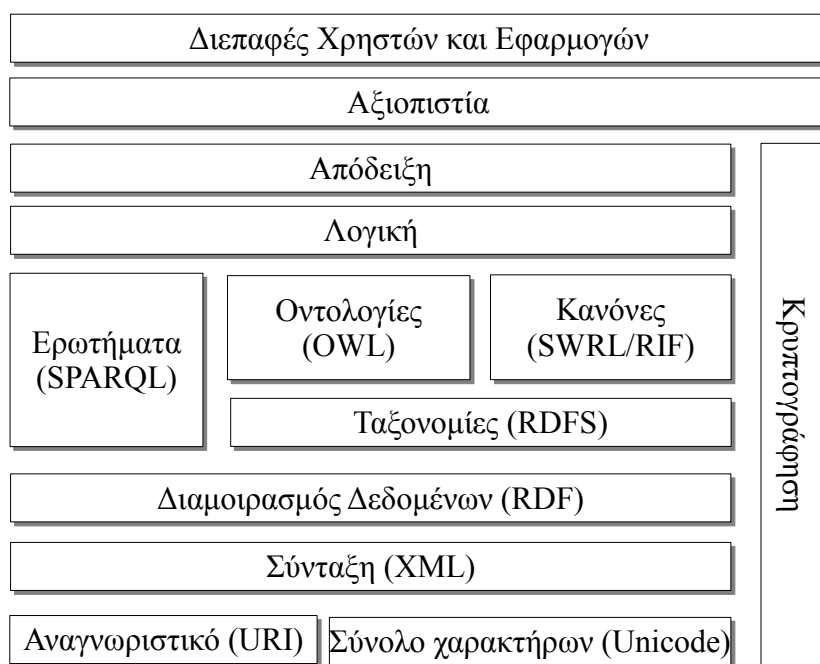 Διεπαφές Χρηστών και Εφαρμογών
Αξιοπιστία
Απόδειξη
Λογική
Ερωτήματα
(SPARQL)
Οντολογίες
(OWL)
Κανόνες
(SWRL/RIF)
Ταξονομίες (RDFS)
Διαμοιρασμός Δεδομένων (RDF)
Σύνταξη (XML)
Αναγνωριστικό (URI)
Σύνολο χαρακτήρων (Unicode)
Κρυπτογράφηση